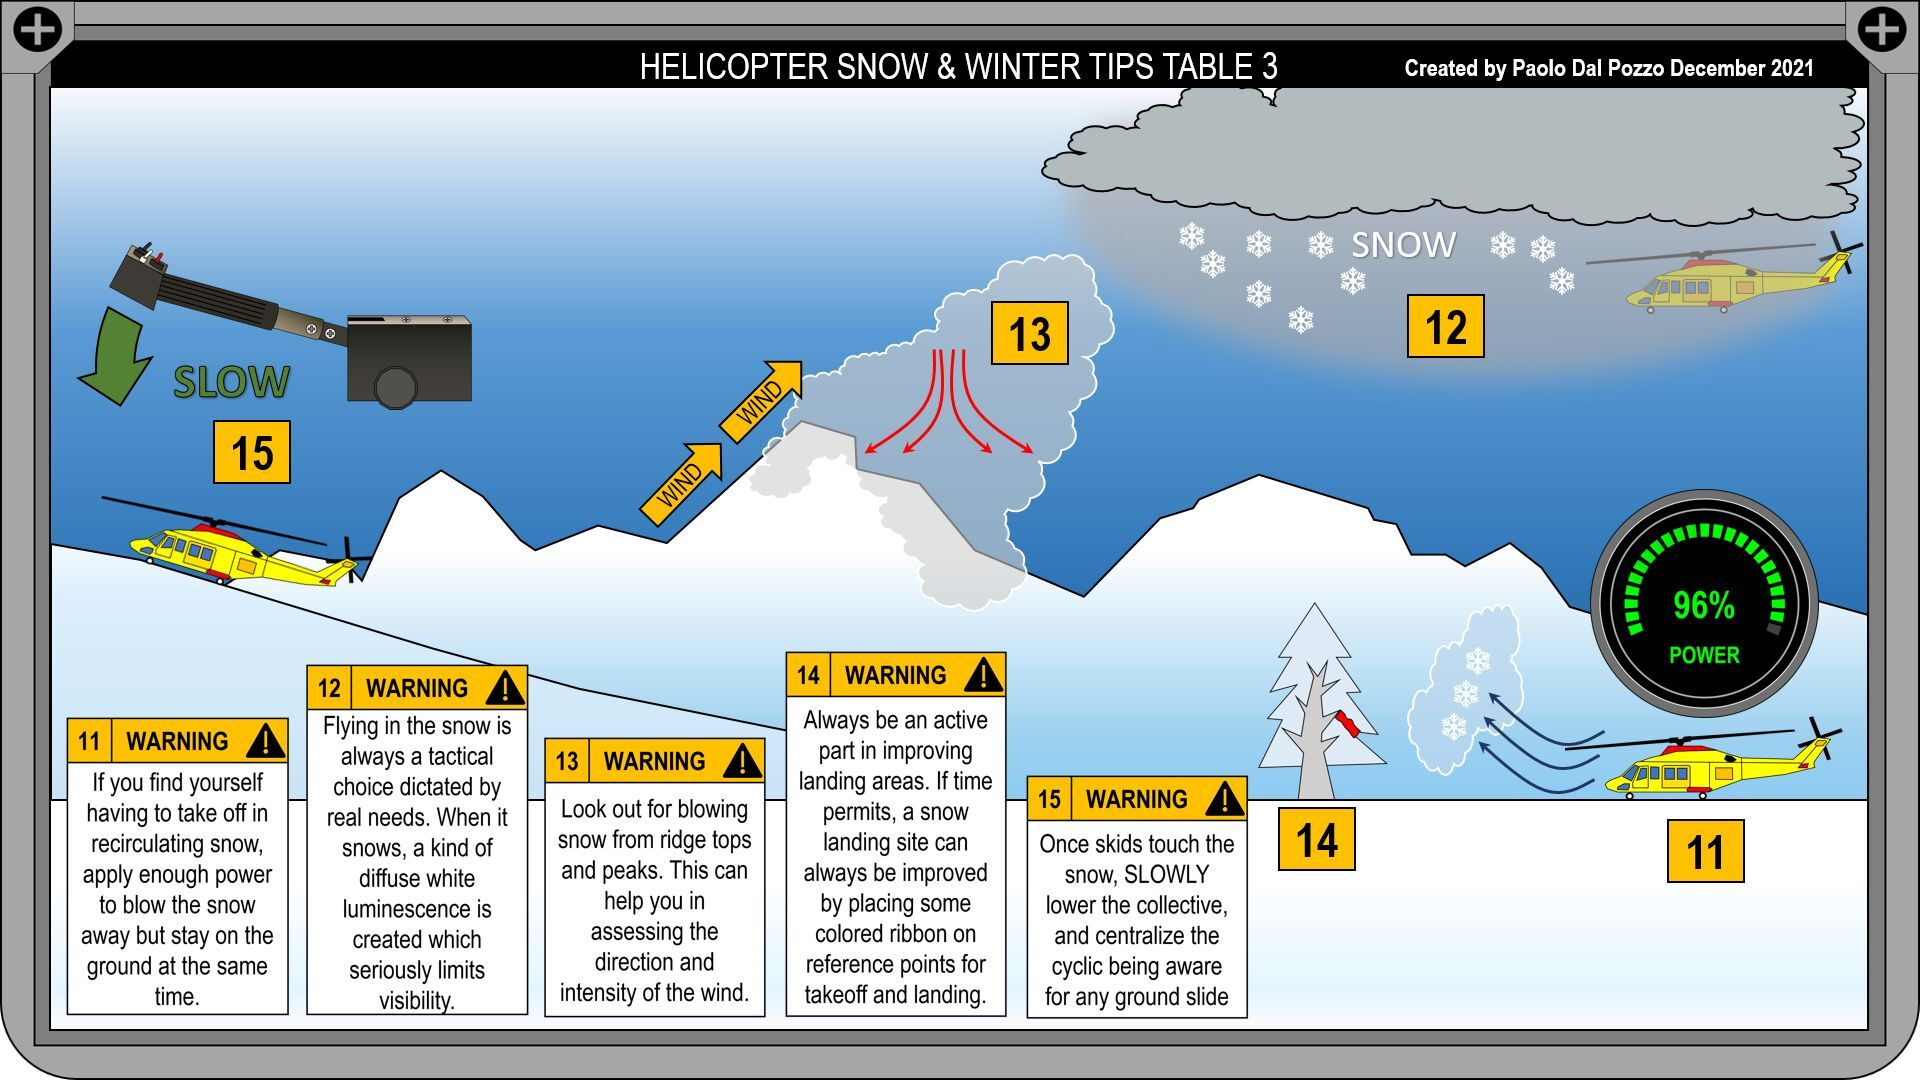 HELICOPTER SNOW & WINTER TIPS TABLE 3
Created by Paolo Dal Pozzo December 2021
SNOW
12
13
WIND
WIND
SLOW
15
96%
POWER
14
11
11 WARNING
If you find yourself
having to take off in
recirculating snow,
apply enough power
to blow the snow
away but stay on the
ground at the same
time.
12 WARNING
Flying in the snow is
always a tactical
choice dictated by
real needs. When it
snows, a kind of
diffuse white
luminescence is
created which
seriously limits
visibility.
13 WARNING
Look out for blowing
snow from ridge tops
and peaks. This can
help you in
assessing the
direction and
intensity of the wind.
14 WARNING
Always be an active
part in improving
landing areas. If time
permits, a snow
landing site can
always be improved
by placing some
colored ribbon on
reference points for
takeoff and landing.
15 WARNING
Once skids touch the
snow, SLOWLY
lower the collective,
and centralize the
cyclic being aware
for any ground slide